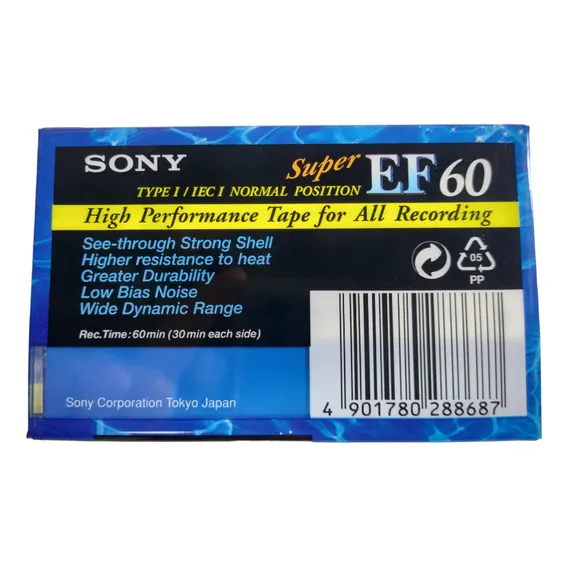 SONY
Super EF 60
TYPE I / IEC I NORMAL POSITION
High Performance Tape for All Recording
See-through Strong Shell
Higher resistance to heat
Greater Durability
Low Bias Noise
Wide Dynamic Range
05
PP
Rec.Time: 60min (30min each side)
Sony Corporation Tokyo Japan
4 901780 288687